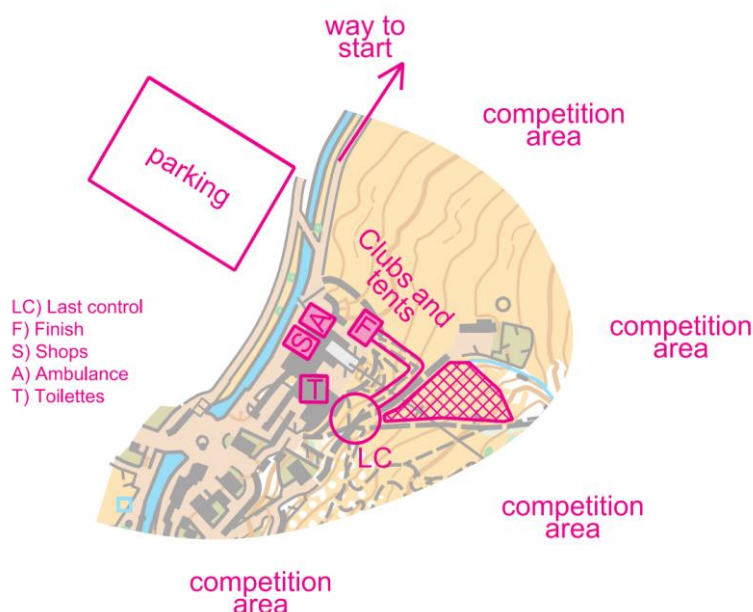 way to
start
competition
area
parking
Clubs and
tents
LC) Last control
F) Finish
S) Shops
A) Ambulance
T) Toilettes
A
S
F
T
LC
competition
area
competition
area
competition
area